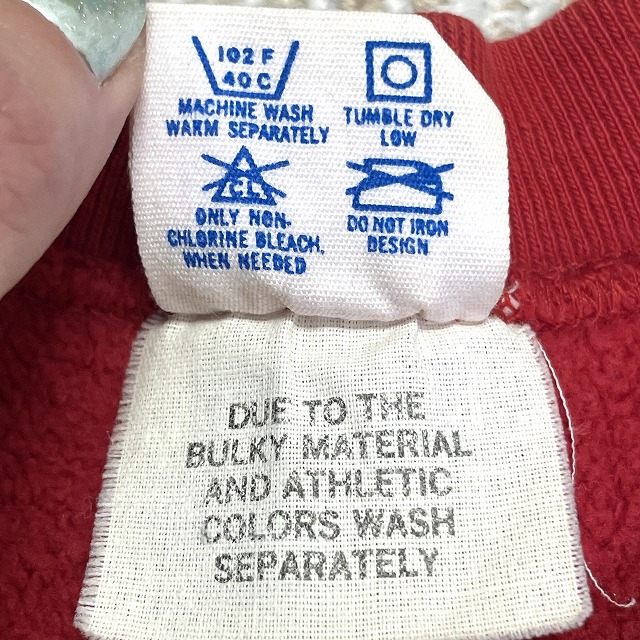 102 F
40 C
MACHINE WASH
WARM SEPARATELY
TUMBLE DRY
LOW
CL
ONLY NON-
CHLORINE BLEACH,
WHEN NEEDED
DO NOT IRON
DESIGN
DUE TO THE
BULKY MATERIAL
AND ATHLETIC
COLORS WASH
SEPARATELY